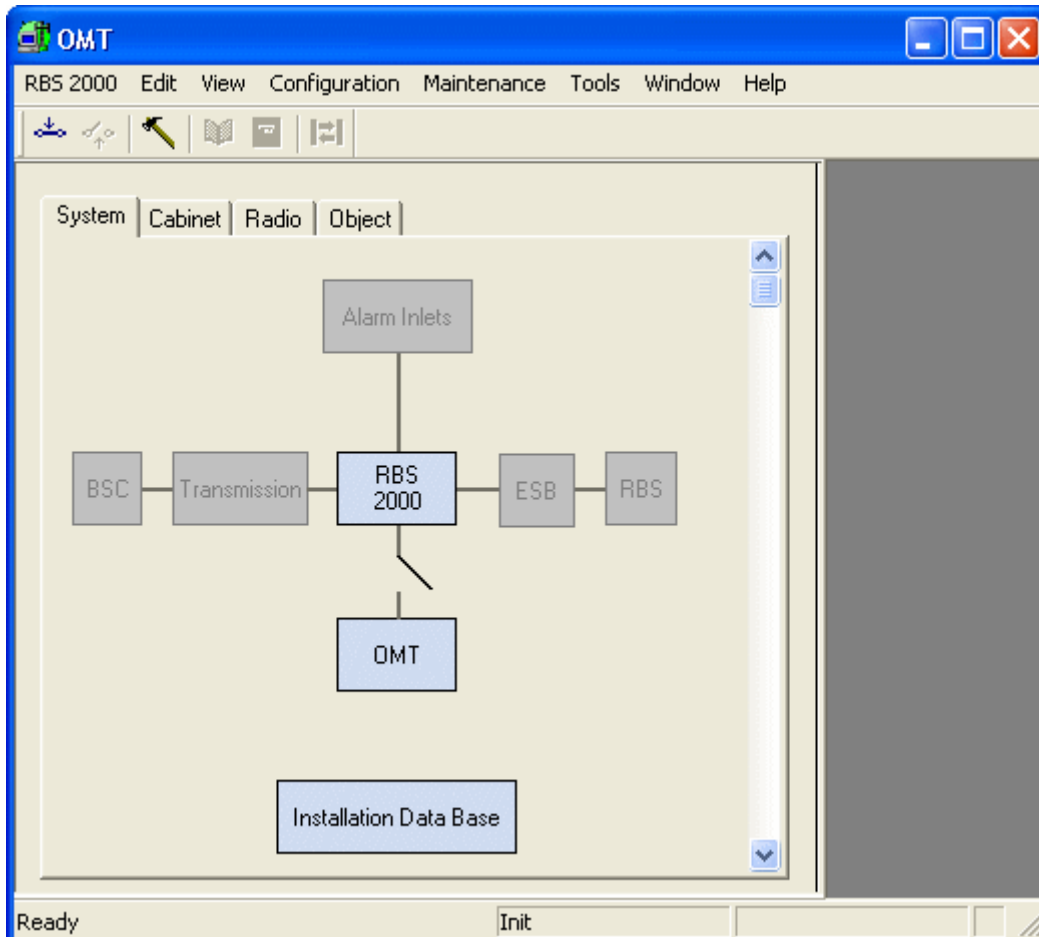 OMT
RBS 2000 Edit View Configuration Maintenance Tools Window Help
System Cabinet Radio Object
Alarm Inlets
BSC Transmission RBS 2000 ESB RBS
OMT
Installation Data Base
Ready Init